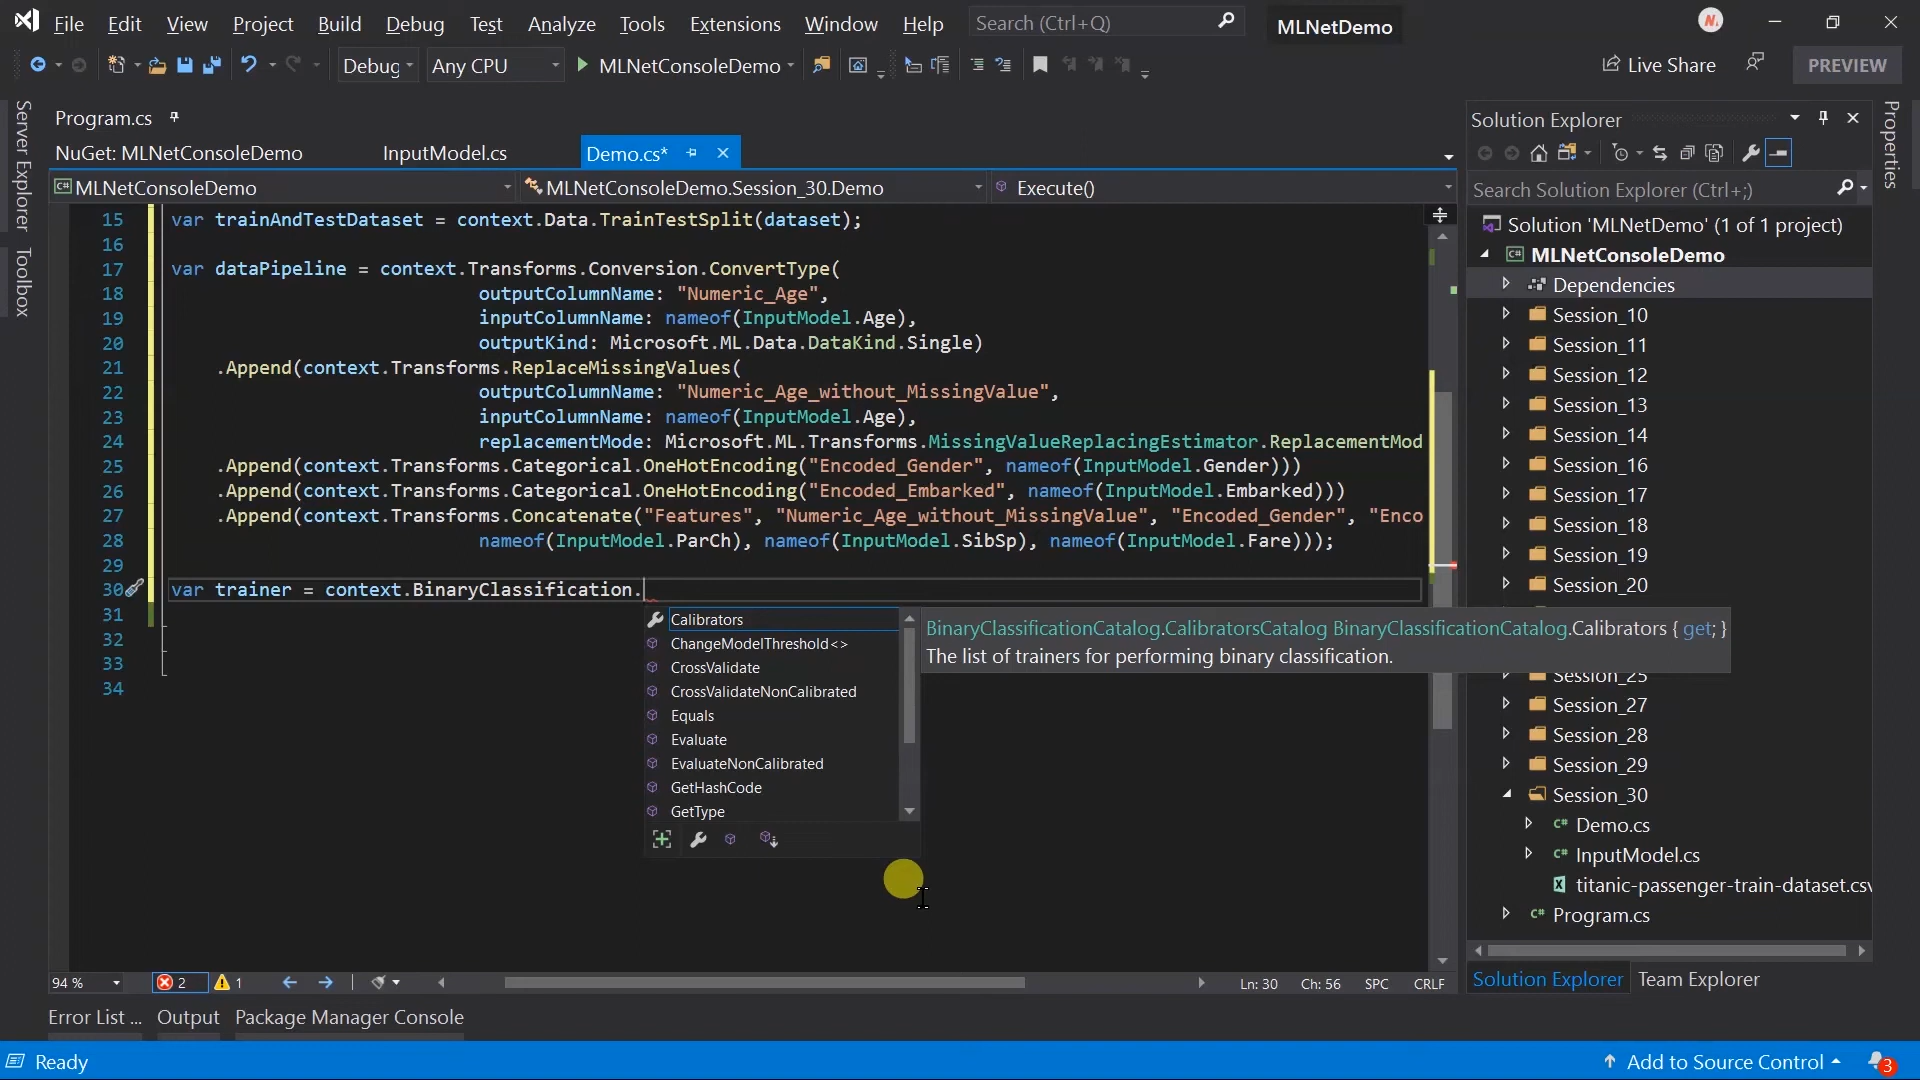 File Edit View Project Build Debug Test Analyze Tools Extensions Window Help Search (Ctrl+Q) MLNetDemo
Debug Any CPU MLNetConsoleDemo Live Share PREVIEW
Server Explorer
Toolbox
Program.cs
NuGet: MLNetConsoleDemo InputModel.cs Demo.cs*
MLNetConsoleDemo MLNetConsoleDemo.Session_30.Demo Execute()
15 var trainAndTestDataset = context.Data.TrainTestSplit(dataset);
16
17 var dataPipeline = context.Transforms.Conversion.ConvertType(
18 outputColumnName: "Numeric_Age",
19 inputColumnName: nameof(InputModel.Age),
20 outputKind: Microsoft.ML.Data.DataKind.Single)
21 .Append(context.Transforms.ReplaceMissingValues(
22 outputColumnName: "Numeric_Age_without_MissingValue",
23 inputColumnName: nameof(InputModel.Age),
24 replacementMode: Microsoft.ML.Transforms.MissingValueReplacingEstimator.ReplacementMod
25 .Append(context.Transforms.Categorical.OneHotEncoding("Encoded_Gender", nameof(InputModel.Gender)))
26 .Append(context.Transforms.Categorical.OneHotEncoding("Encoded_Embarked", nameof(InputModel.Embarked)))
27 .Append(context.Transforms.Concatenate("Features", "Numeric_Age_without_MissingValue", "Encoded_Gender", "Enco
28 nameof(InputModel.ParCh), nameof(InputModel.SibSp), nameof(InputModel.Fare)));
29
30 var trainer = context.BinaryClassification.
31
32
33
34
Calibrators
ChangeModelThreshold<>
CrossValidate
CrossValidateNonCalibrated
Equals
Evaluate
EvaluateNonCalibrated
GetHashCode
GetType
BinaryClassificationCatalog.CalibratorsCatalog BinaryClassificationCatalog.Calibrators { get; }
The list of trainers for performing binary classification.
94 % 2 1 Ln: 30 Ch: 56 SPC CRLF
Error List ... Output Package Manager Console
Solution Explorer
Search Solution Explorer (Ctrl+;)
Solution 'MLNetDemo' (1 of 1 project)
MLNetConsoleDemo
Dependencies
Session_10
Session_11
Session_12
Session_13
Session_14
Session_16
Session_17
Session_18
Session_19
Session_20
Session_25
Session_27
Session_28
Session_29
Session_30
Demo.cs
InputModel.cs
titanic-passenger-train-dataset.csv
Program.cs
Solution Explorer Team Explorer
Properties
Ready Add to Source Control 3